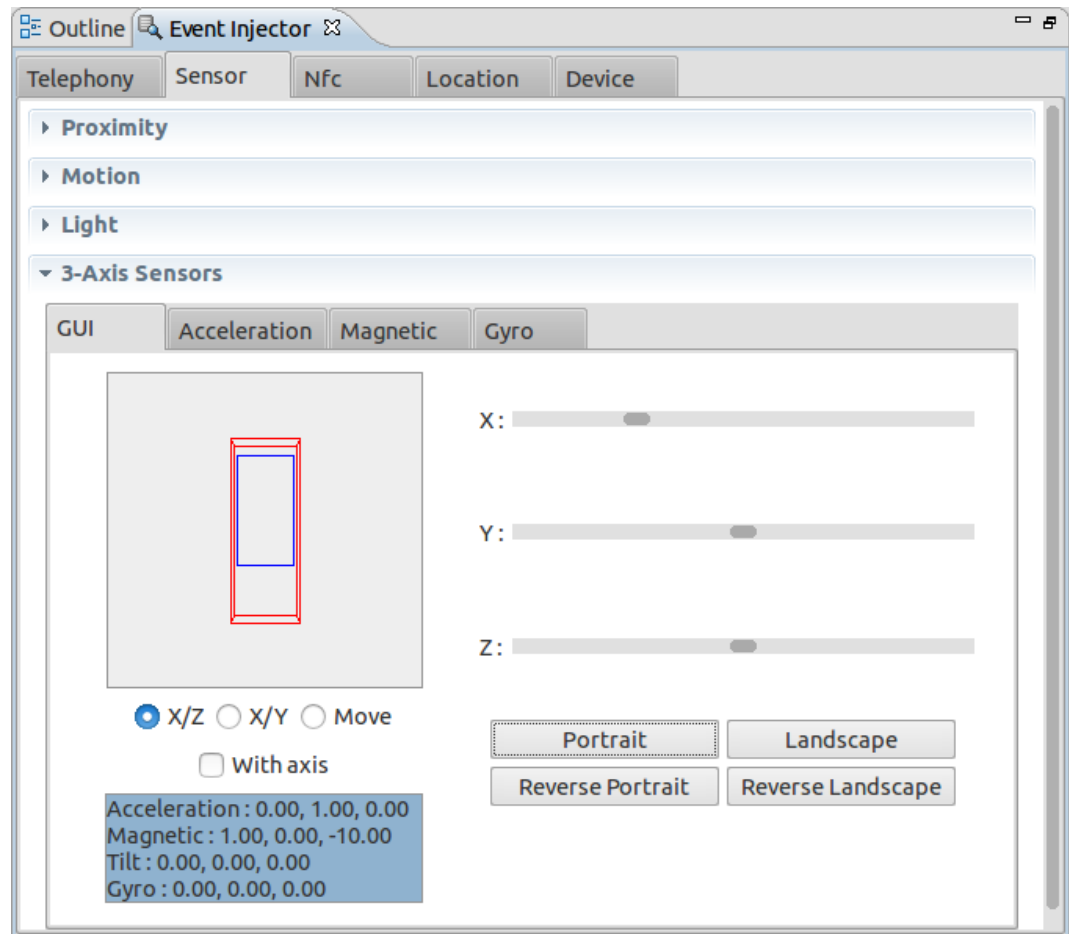 Outline Event Injector
Telephony Sensor Nfc Location Device
Proximity
Motion
Light
3-Axis Sensors
GUI Acceleration Magnetic Gyro
X :
Y :
Z :
X/Z X/Y Move
With axis
Portrait Landscape
Reverse Portrait Reverse Landscape
Acceleration : 0.00, 1.00, 0.00
Magnetic : 1.00, 0.00, -10.00
Tilt : 0.00, 0.00, 0.00
Gyro : 0.00, 0.00, 0.00